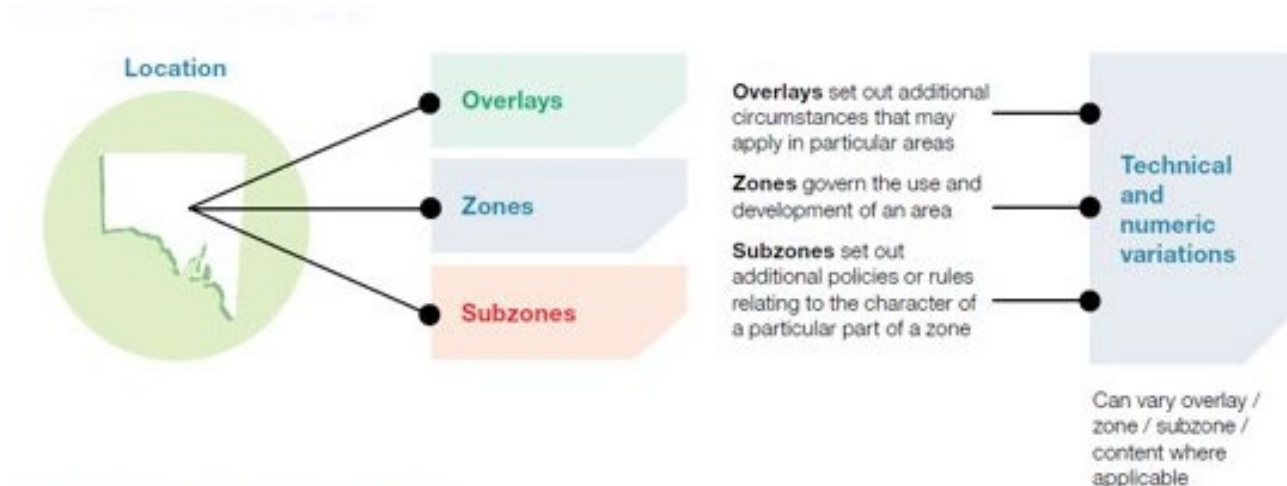 Location
Overlays
Zones
Subzones
Overlays set out additional
circumstances that may
apply in particular areas
Zones govern the use and
development of an area
Subzones set out
additional policies or rules
relating to the character of
a particular part of a zone
Technical
and
numeric
variations
Can vary overlay /
zone / subzone /
content where
applicable